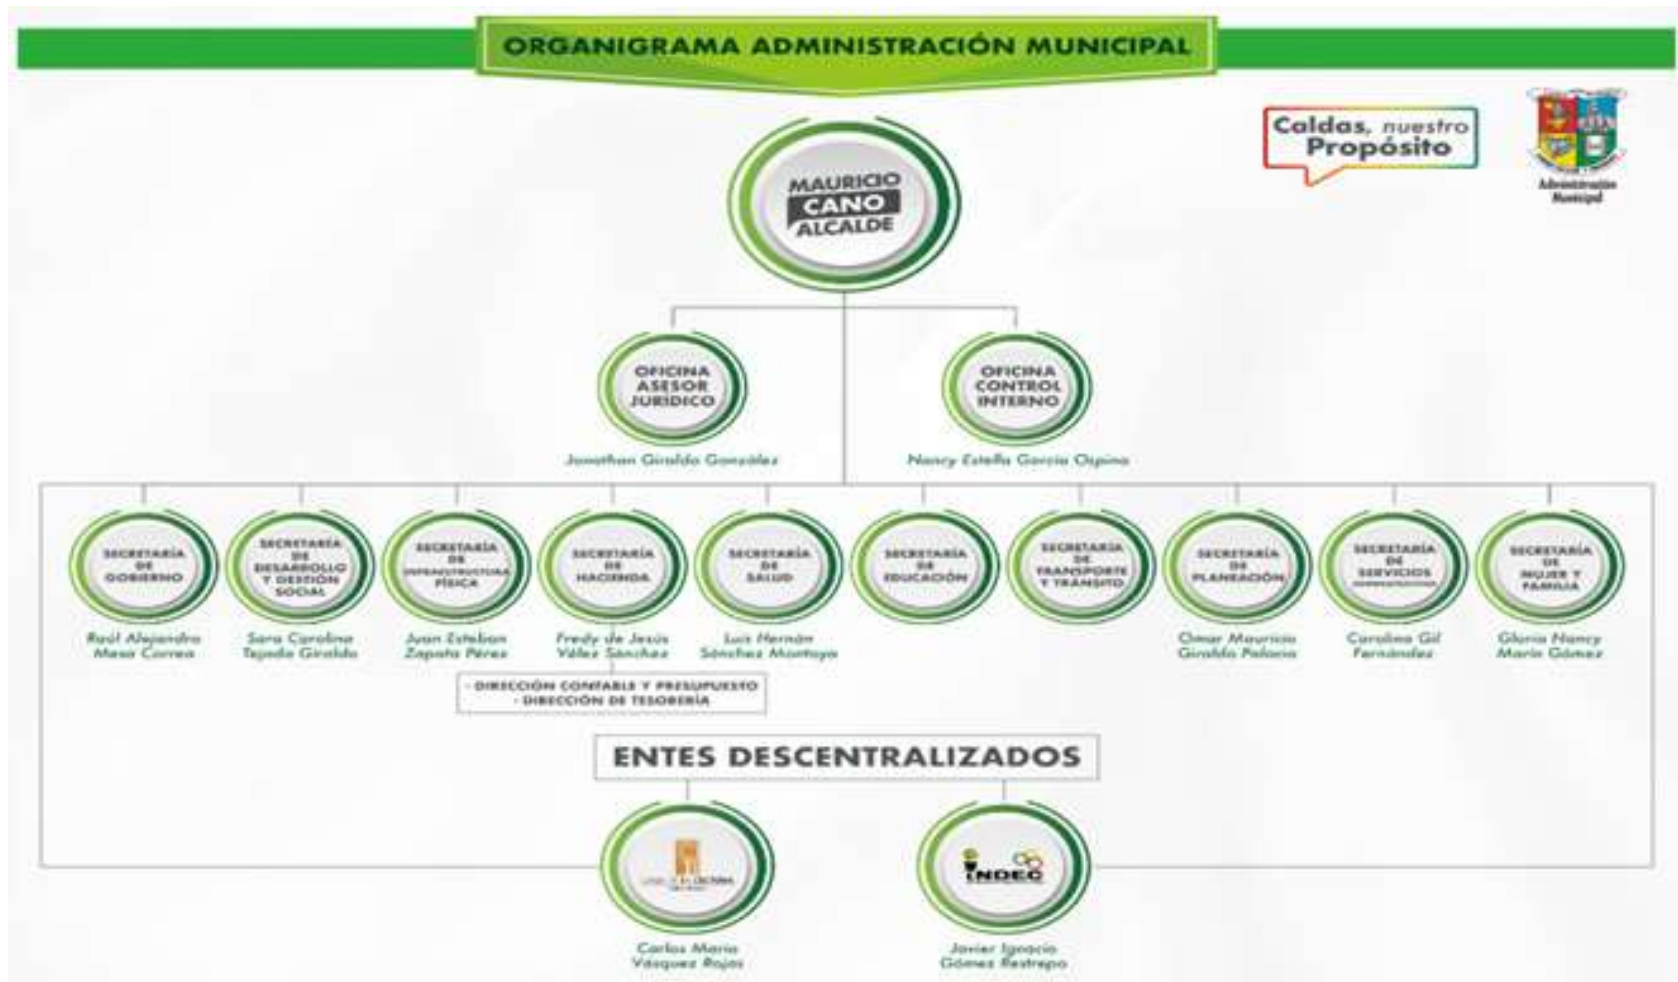 ORGANIGRAMA ADMINISTRACIÓN MUNICIPAL
Caldas, nuestro
Propósito
Administración
Municipal
MAURICIO
CANO
ALCALDE
OFICINA
ASESOR
JURÍDICO
Jonathan Giraldo González
OFICINA
CONTROL
INTERNO
Nancy Estella García Ospina
SECRETARÍA
DE
GOBIERNO
Raúl Alejandro
Mesa Correa
SECRETARÍA
DE
DESARROLLO
Y GESTIÓN
SOCIAL
Sara Carolina
Tejada Giraldo
SECRETARÍA
DE
INFRAESTRUCTURA
FÍSICA
Juan Esteban
Zapata Pérez
SECRETARÍA
DE
HACIENDA
Fredy de Jesús
Vélez Sánchez
- DIRECCIÓN CONTABLE Y PRESUPUESTO
- DIRECCIÓN DE TESORERÍA
SECRETARÍA
DE
SALUD
Luis Hernán
Sánchez Montoya
SECRETARÍA
DE
EDUCACIÓN
SECRETARÍA
DE
TRANSPORTE
Y TRÁNSITO
SECRETARÍA
DE
PLANEACIÓN
Omar Mauricio
Giraldo Palacio
SECRETARÍA
DE
SERVICIOS
Carolina Gil
Fernández
SECRETARÍA
DE
MUJER Y
FAMILIA
Gloria Nancy
Marín Gómez
ENTES DESCENTRALIZADOS
Carlos Mario
Vásquez Rojas
INDEC
Javier Ignacio
Gómez Restrepo